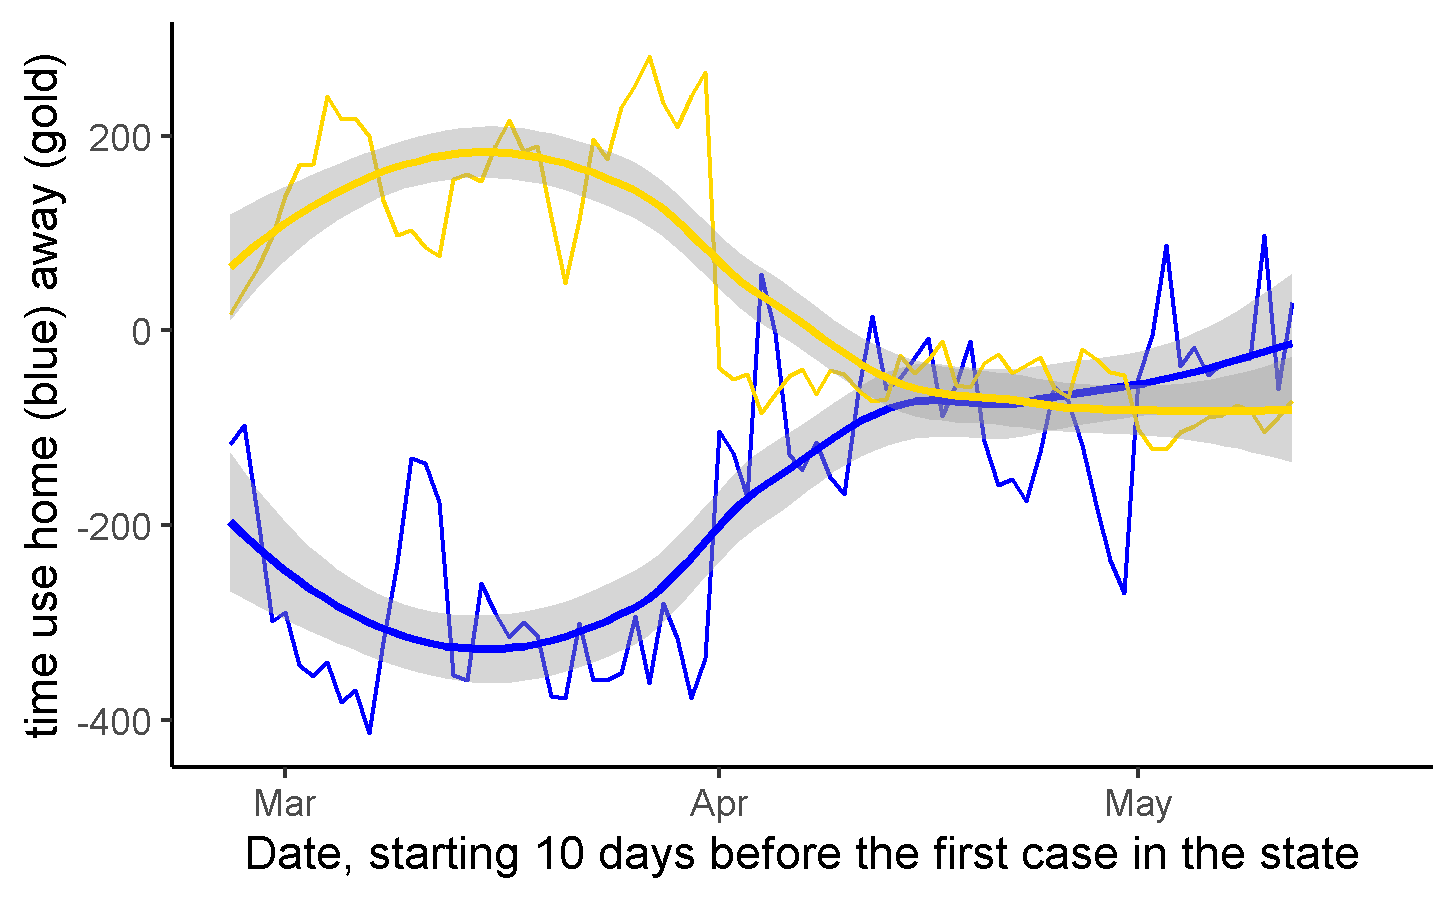 time use home (blue) away (gold)
200
0
-200
-400
Mar
Apr
May
Date, starting 10 days before the first case in the state